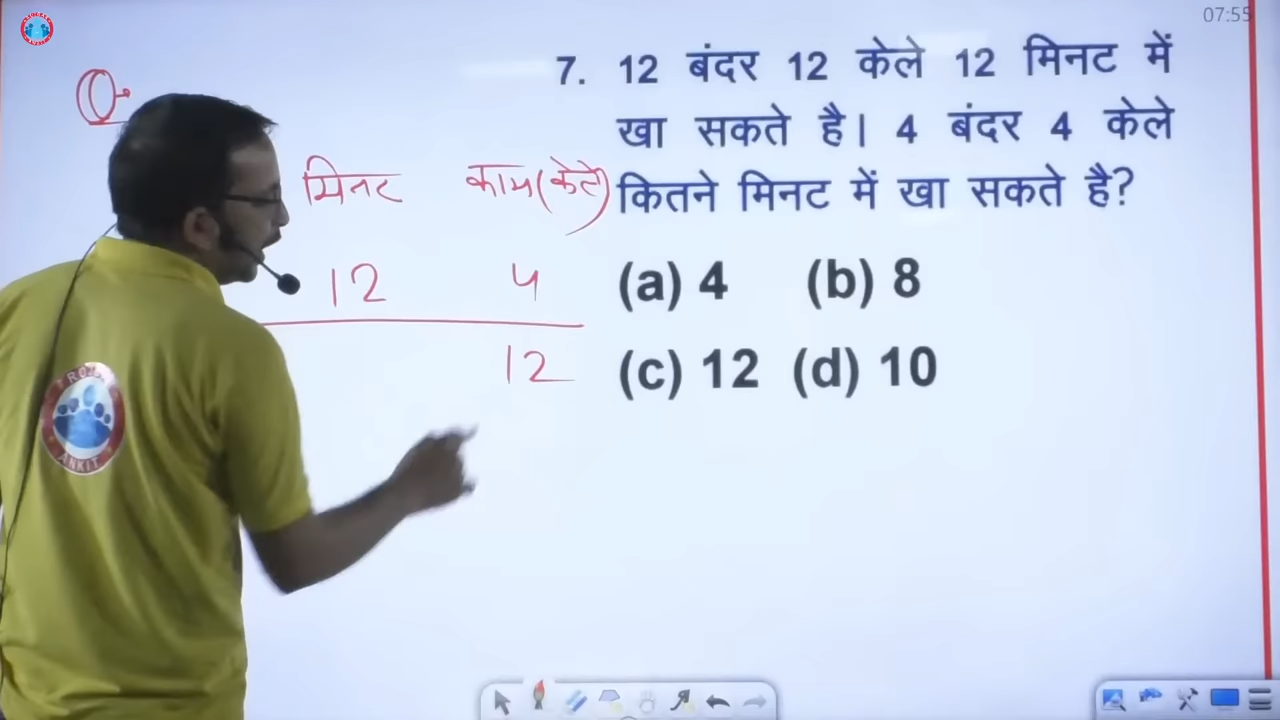 07:55
7. 12 बंदर 12 केले 12 मिनट में
खा सकते है। 4 बंदर 4 केले
कितने मिनट में खा सकते है?
(a) 4 (b) 8
(c) 12 (d) 10
मिनट काम (केले)
12 4
12
ANKIT